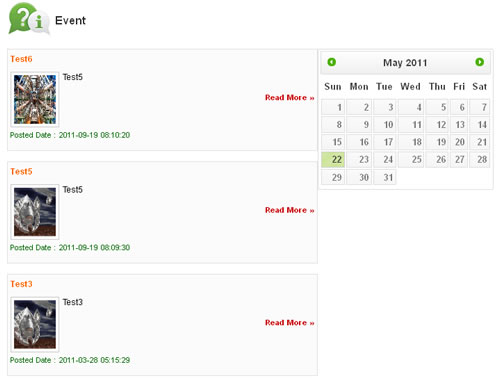 Event
Test6
Test5
Read More »
Posted Date : 2011-09-19 08:10:20
Test5
Test5
Read More »
Posted Date : 2011-09-19 08:09:30
Test3
Test3
Read More »
Posted Date : 2011-03-28 05:15:29
May 2011
Sun Mon Tue Wed Thu Fri Sat
1 2 3 4 5 6 7
8 9 10 11 12 13 14
15 16 17 18 19 20 21
22 23 24 25 26 27 28
29 30 31